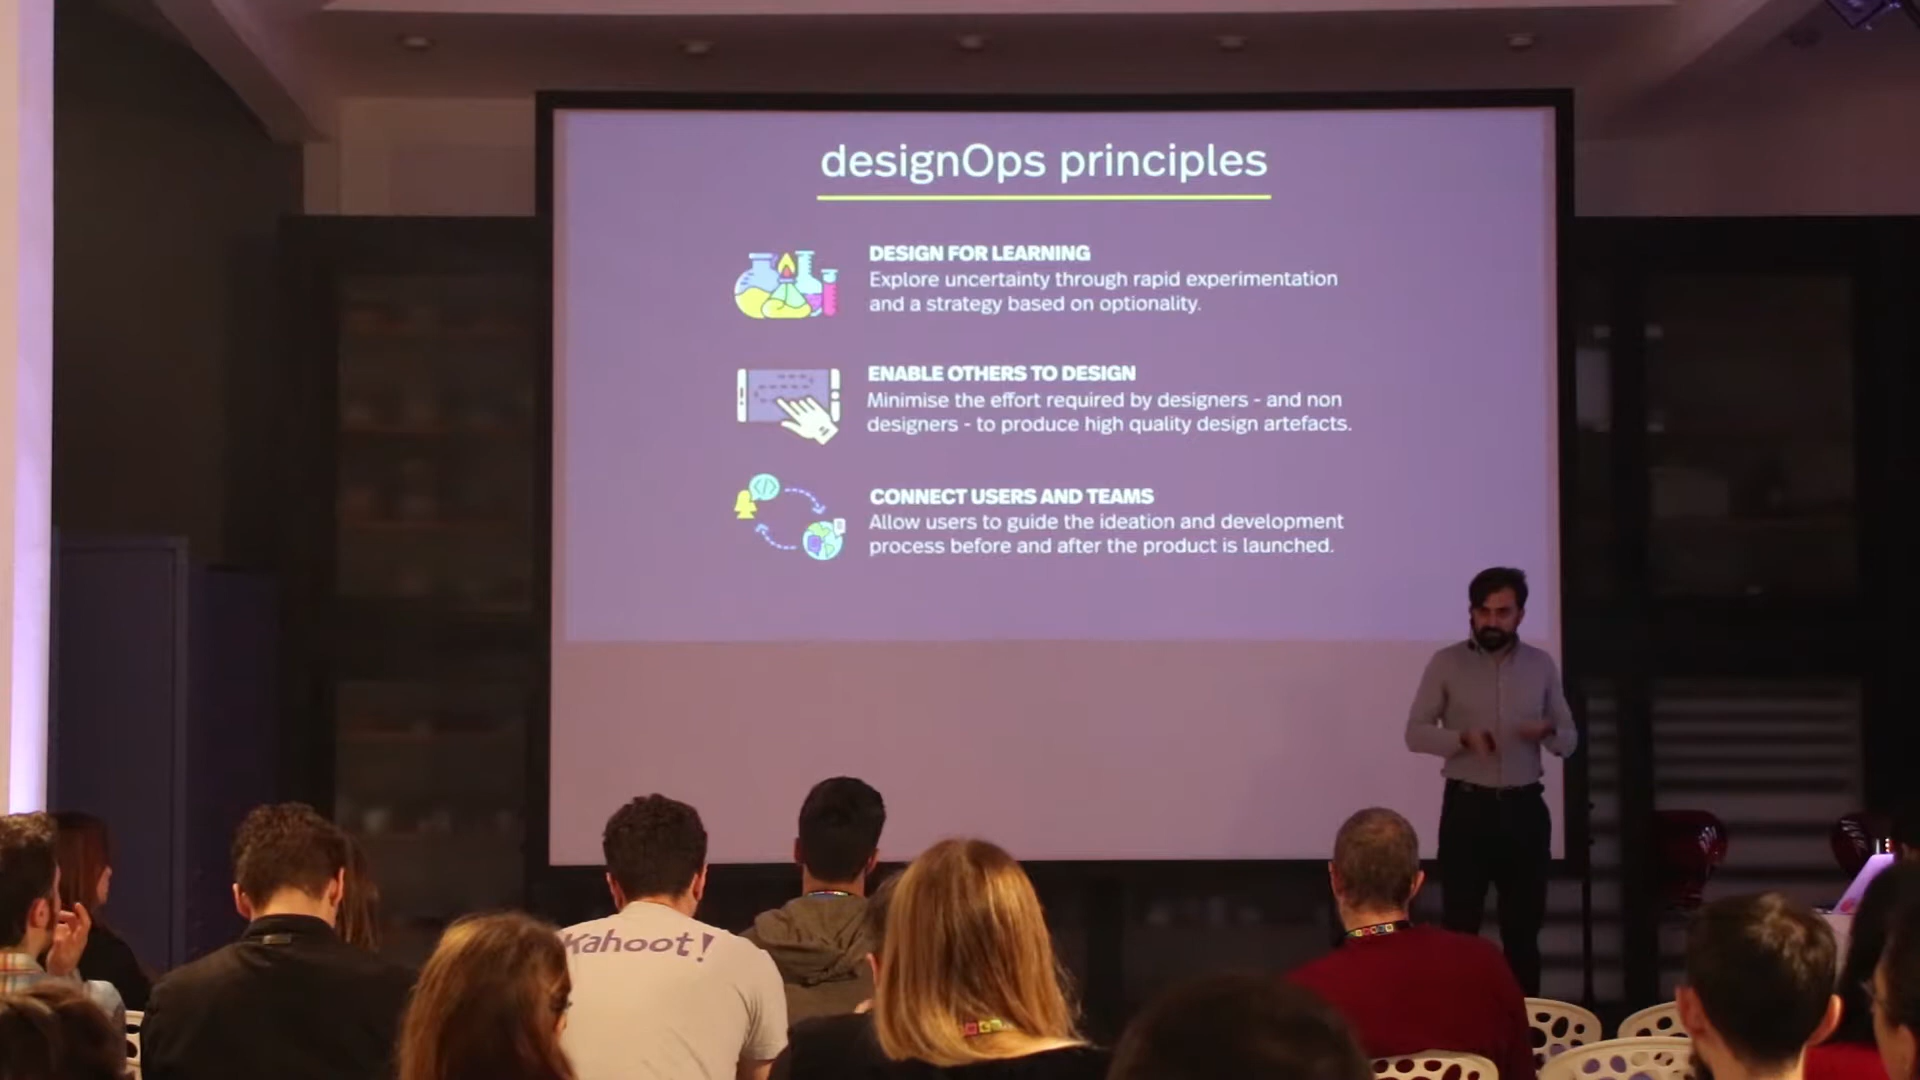 designOps principles
DESIGN FOR LEARNING
Explore uncertainty through rapid experimentation
and a strategy based on optionality.
ENABLE OTHERS TO DESIGN
Minimise the effort required by designers - and non
designers - to produce high quality design artefacts.
CONNECT USERS AND TEAMS
Allow users to guide the ideation and development
process before and after the product is launched.
Kahoot!